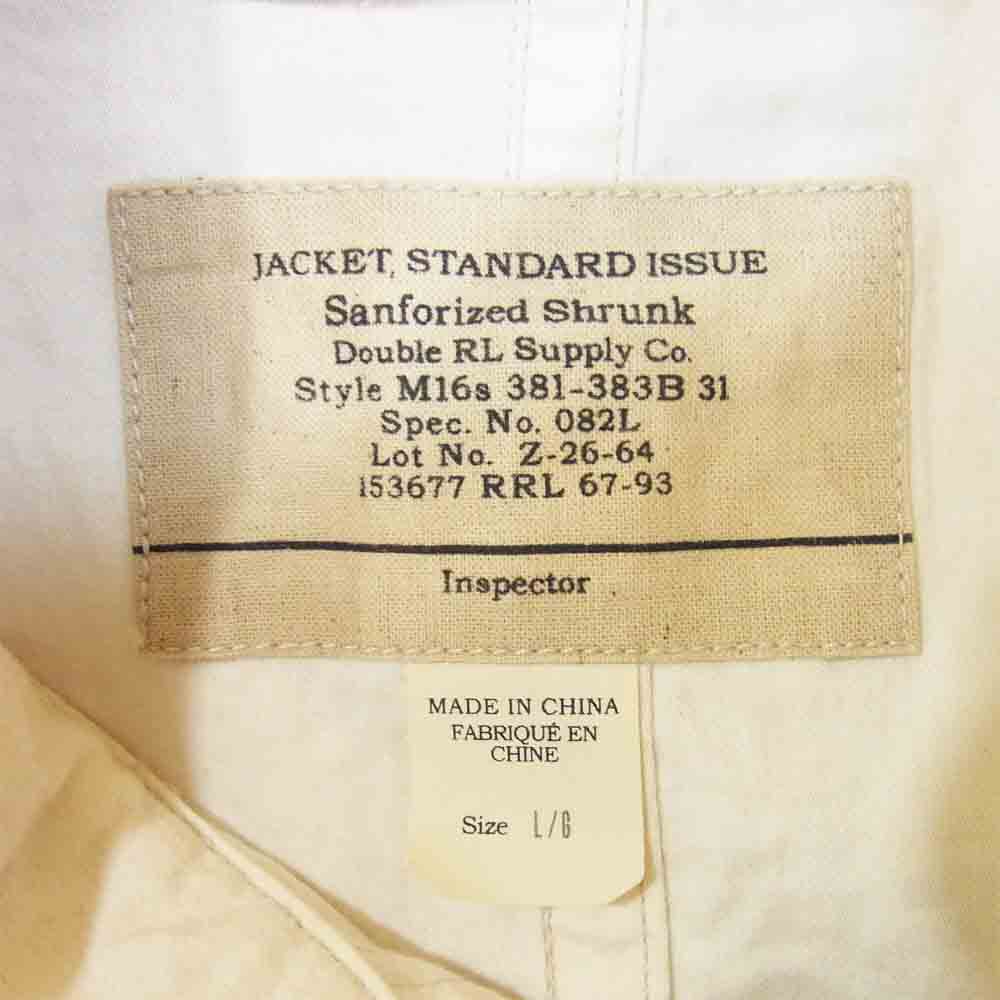 JACKET, STANDARD ISSUE
Sanforized Shrunk
Double RL Supply Co.
Style M16s 381-383B 31
Spec. No. 082L
Lot No. Z-26-64
153677 RRL 67-93
Inspector
MADE IN CHINA
FABRIQUÉ EN
CHINE
Size L/G